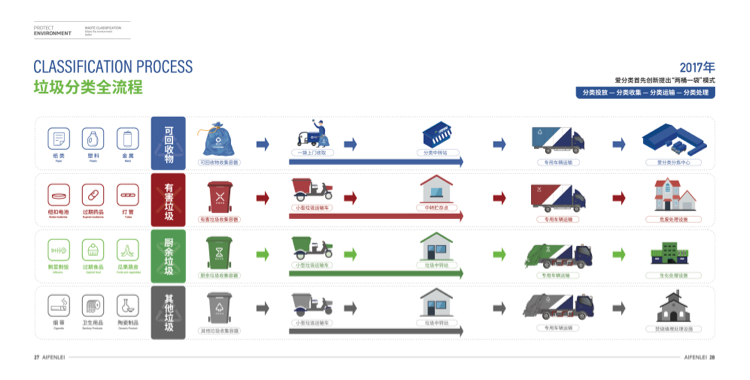 PROTECT
ENVIRONMENT
WASTE CLASSIFICATION
CLASSIFICATION PROCESS
垃圾分类全流程
2017年
爱分类首先创新提出“两桶一袋”模式
分类投放 — 分类收集 — 分类运输 — 分类处理
纸类
Paper
塑料
Plastic
金属
Metal
可回收物
可回收物收集容器
一键上门收取
分类中转站
专用车辆运输
爱分类分拣中心
纽扣电池
过期药品
灯管
有害垃圾
有害垃圾收集容器
小型垃圾运输车
中转贮存点
专用车辆运输
危废处理设施
剩菜剩饭
过期食品
瓜果蔬皮
厨余垃圾
厨余垃圾收集容器
小型垃圾运输车
垃圾中转站
专用车辆运输
生化处理设施
烟蒂
Cigarette
卫生用品
陶瓷制品
其他垃圾
其他垃圾收集容器
小型垃圾运输车
垃圾中转站
专用车辆运输
焚烧填埋处理设施
27 AIFENLEI
AIFENLEI 28